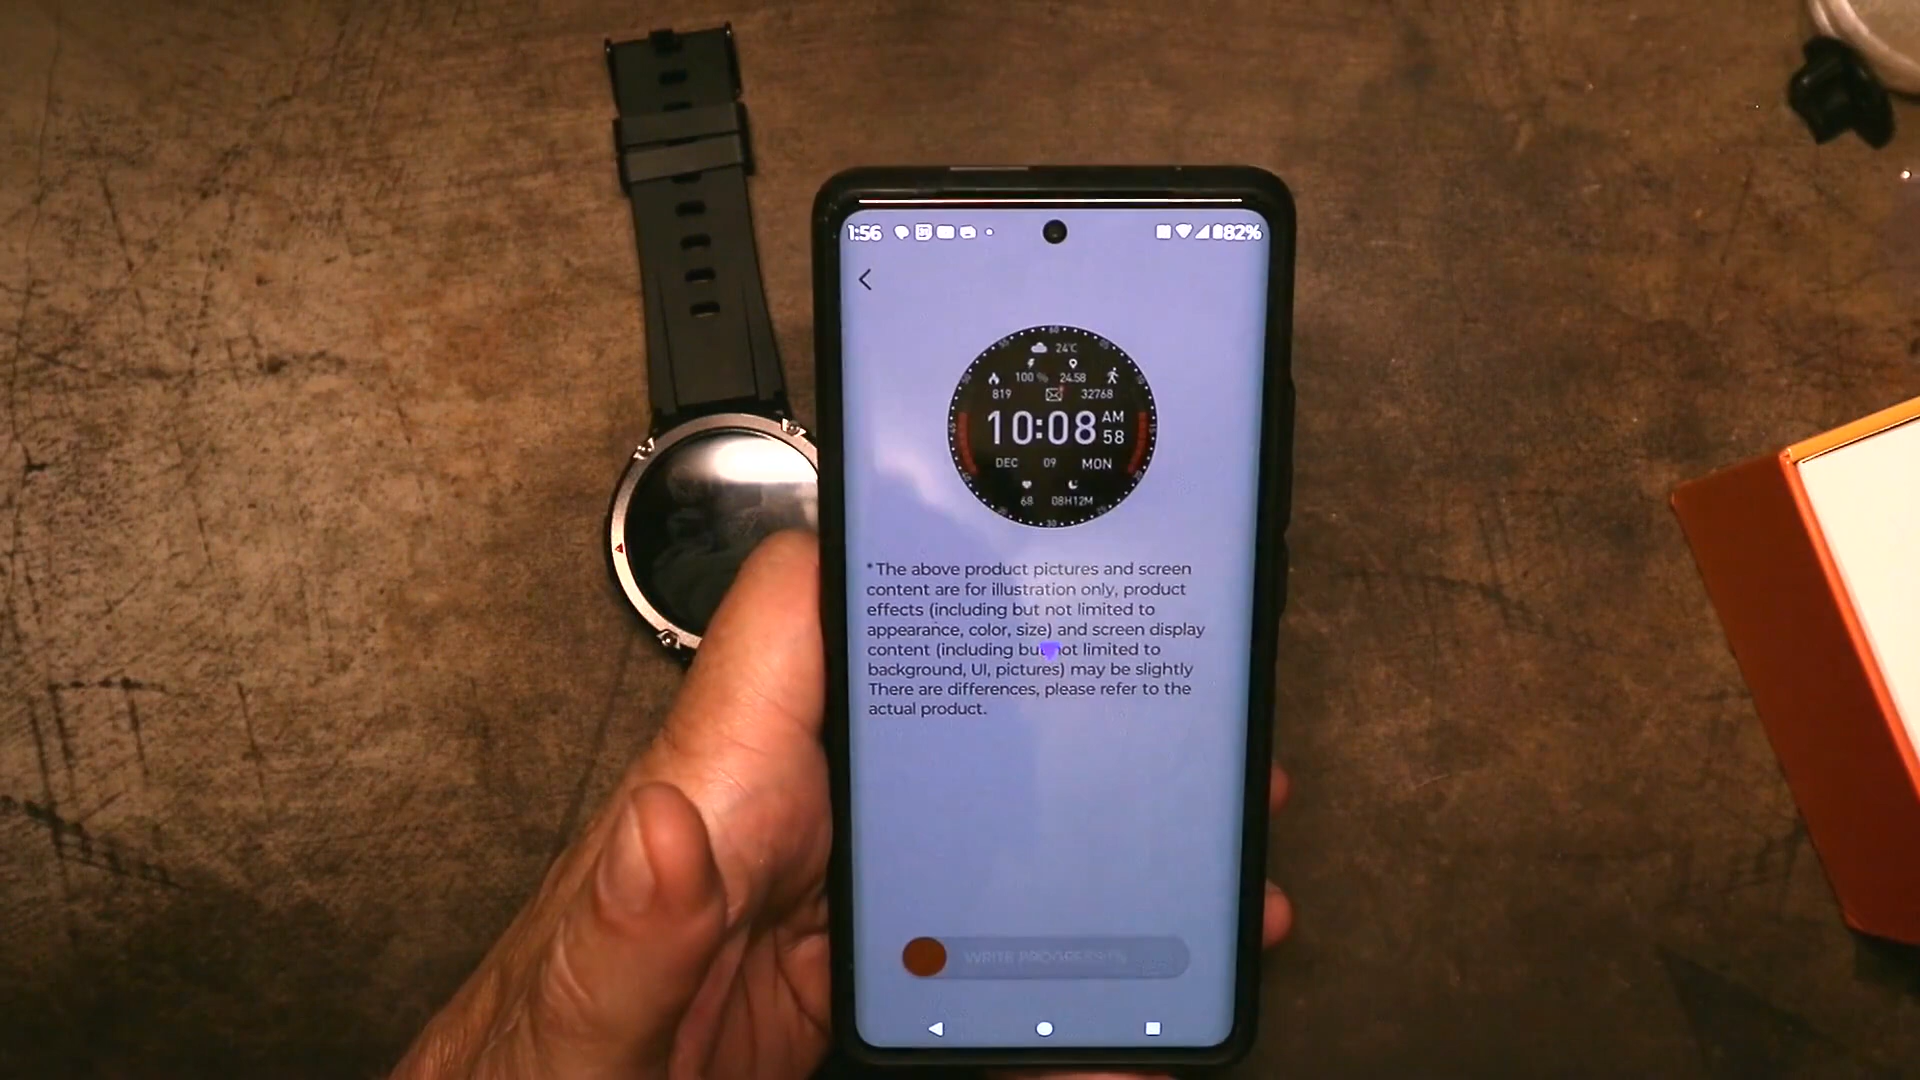 1:56
82%
24°C
100 %
24.58
819
32768
10:08 AM
58
DEC 09 MON
68 08H12M
*The above product pictures and screen
content are for illustration only, product
effects (including but not limited to
appearance, color, size) and screen display
content (including but not limited to
background, UI, pictures) may be slightly
There are differences, please refer to the
actual product.
WRITE PROGRESS